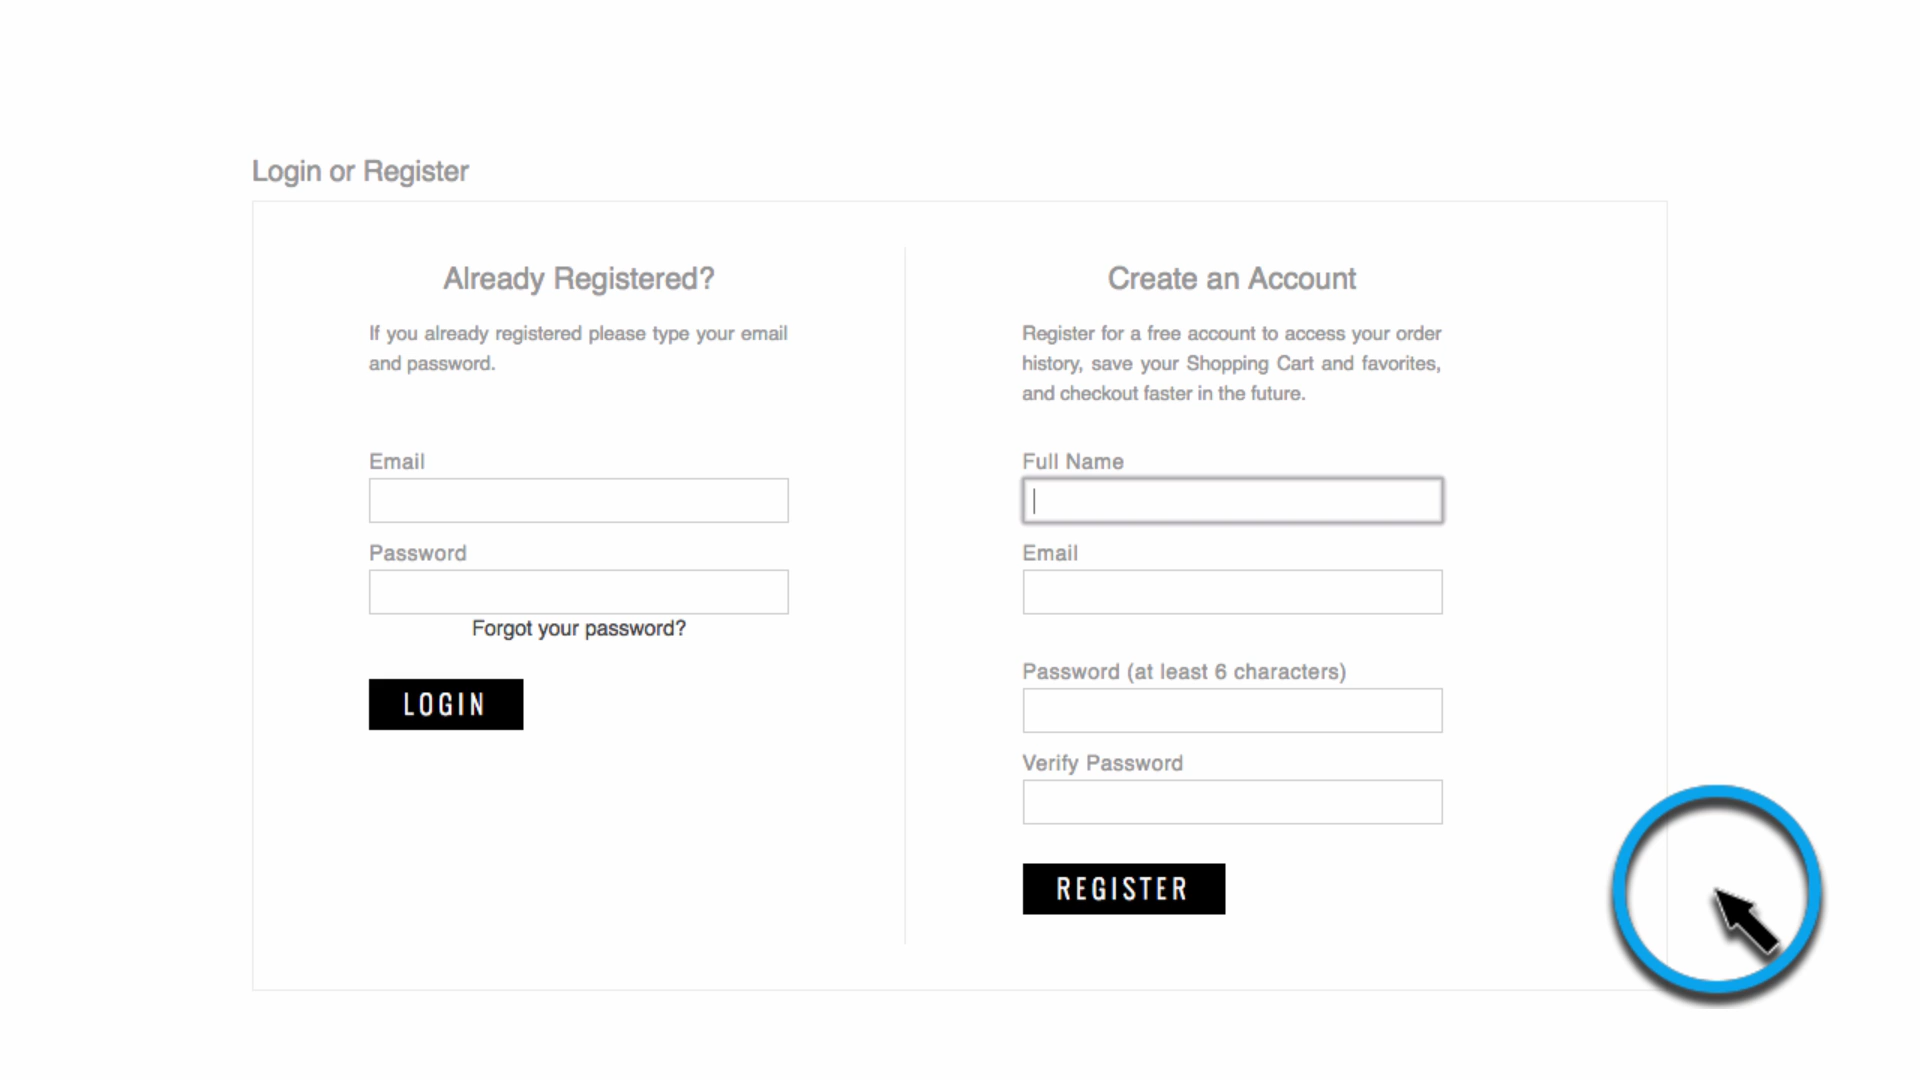 Login or Register
Already Registered?
If you already registered please type your email
and password.
Email
Password
Forgot your password?
LOGIN
Create an Account
Register for a free account to access your order
history, save your Shopping Cart and favorites,
and checkout faster in the future.
Full Name
Email
Password (at least 6 characters)
Verify Password
REGISTER